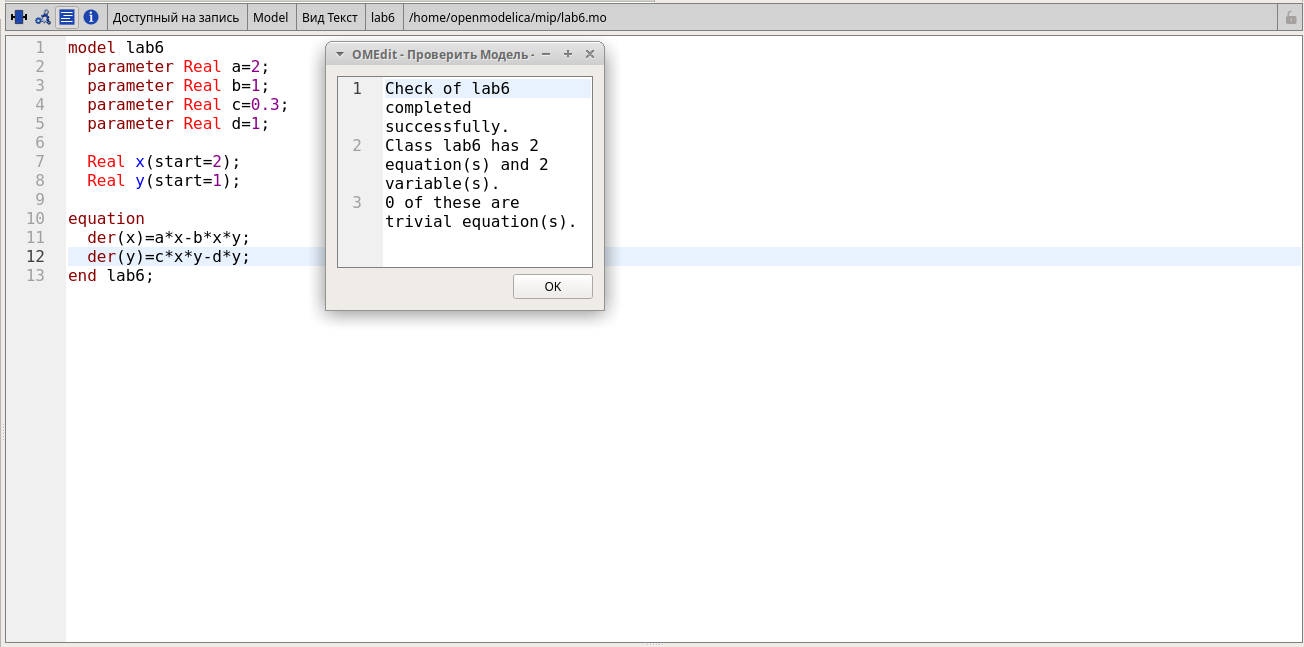 Доступный на запись Model Вид Текст lab6 /home/openmodelica/mip/lab6.mo
1 model lab6
2 parameter Real a=2;
3 parameter Real b=1;
4 parameter Real c=0.3;
5 parameter Real d=1;
6
7 Real x(start=2);
8 Real y(start=1);
9
10 equation
11 der(x)=a*x-b*x*y;
12 der(y)=c*x*y-d*y;
13 end lab6;
OMEdit - Проверить Модель -
1 Check of lab6
completed
successfully.
2 Class lab6 has 2
equation(s) and 2
variable(s).
3 0 of these are
trivial equation(s).
OK